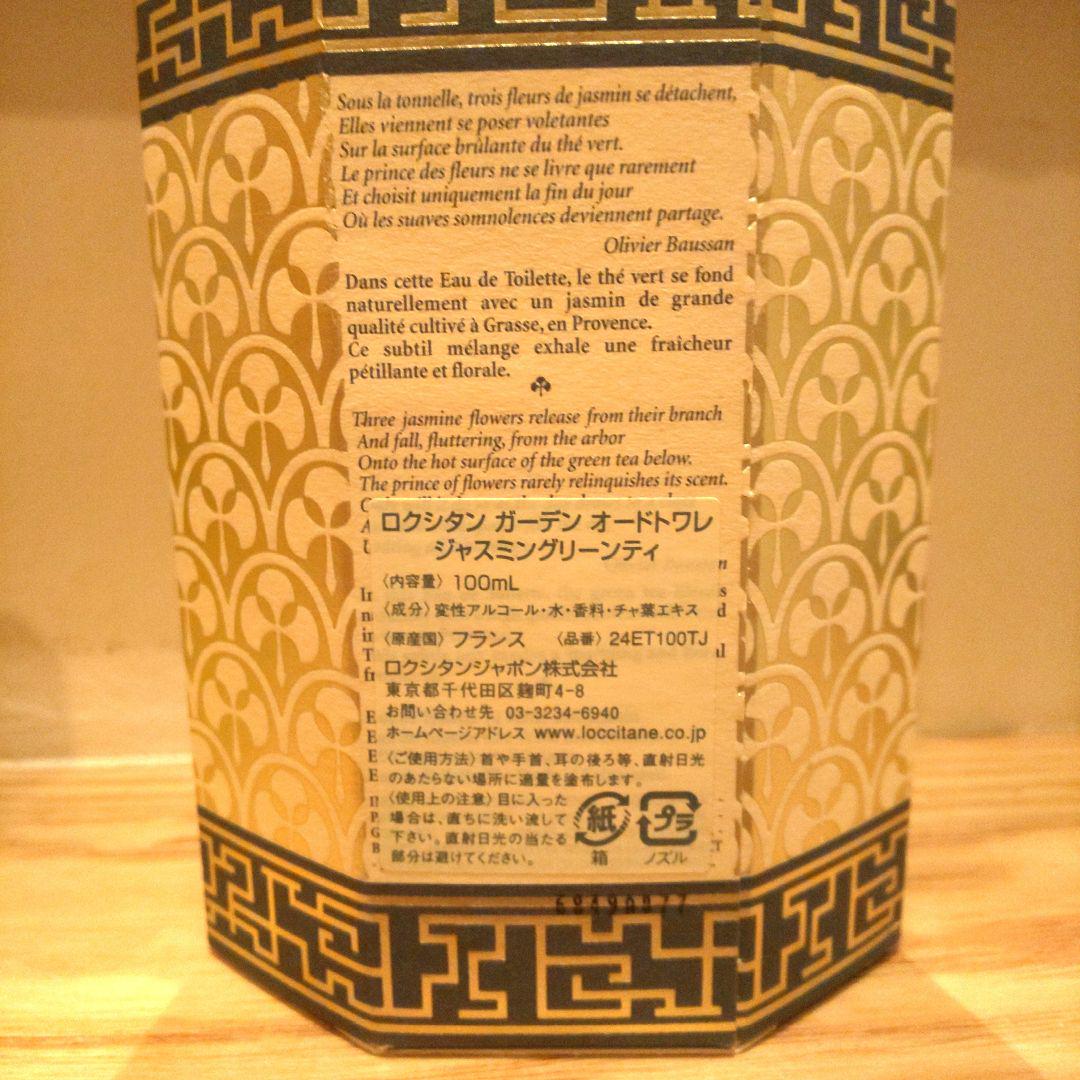 Sous la tonnelle, trois fleurs de jasmin se détachent,
Elles viennent se poser voletantes
Sur la surface brûlante du thé vert.
Le prince des fleurs ne se livre que rarement
Et choisit uniquement la fin du jour
Où les suaves somnolences deviennent partage.
Olivier Baussan
Dans cette Eau de Toilette, le thé vert se fond
naturellement avec un jasmin de grande
qualité cultivé à Grasse, en Provence.
Ce subtil mélange exhale une fraîcheur
pétillante et florale.
Three jasmine flowers release from their branch
And fall, fluttering, from the arbor
Onto the hot surface of the green tea below.
The prince of flowers rarely relinquishes its scent.
ロクシタン ガーデン オードトワレ
ジャスミングリーンティ
〈内容量〉 100mL
〈成分〉変性アルコール・水・香料・チャ葉エキス
〈原産国〉フランス 〈品番〉24ET100TJ
ロクシタンジャポン株式会社
東京都千代田区麹町4-8
お問い合わせ先 03-3234-6940
ホームページアドレス www.loccitane.co.jp
〈ご使用方法〉首や手首、耳の後ろ等、直射日光
のあたらない場所に適量を塗布します。
〈使用上の注意〉目に入った
場合は、直ちに洗い流して
下さい。直射日光の当たる
部分は避けてください。
紙 プラ
箱 ノズル